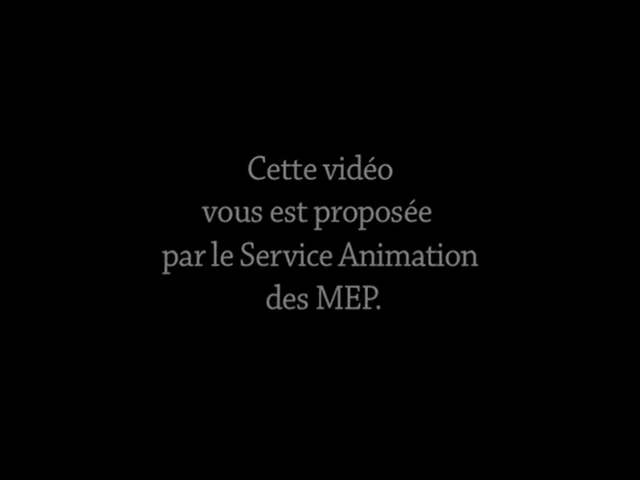 Cette vidéo
vous est proposée
par le Service Animation
des MEP.